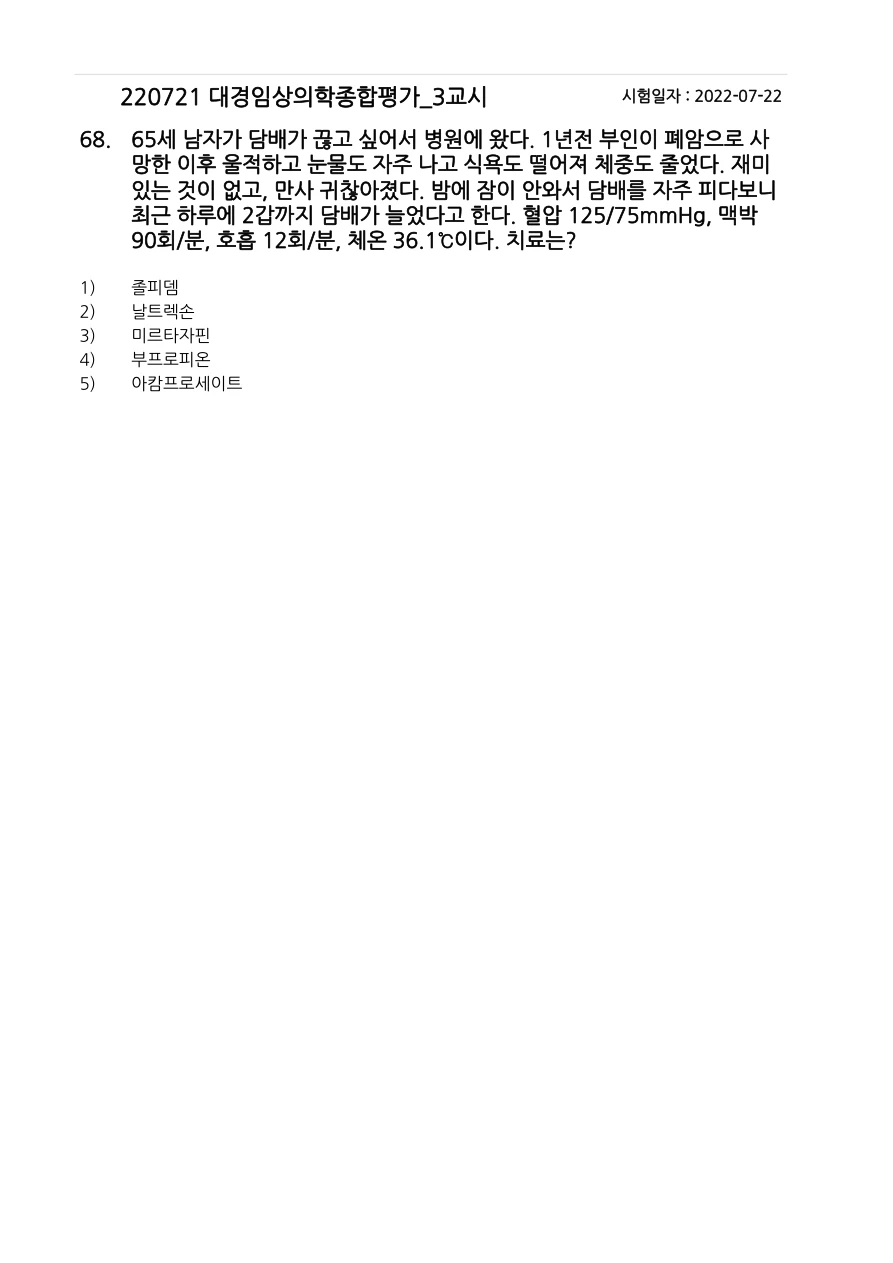 220721 대경임상의학종합평가_3교시
시험일자 : 2022-07-22
68. 65세 남자가 담배가 끊고 싶어서 병원에 왔다. 1년전 부인이 폐암으로 사
망한 이후 울적하고 눈물도 자주 나고 식욕도 떨어져 체중도 줄었다. 재미
있는 것이 없고, 만사 귀찮아졌다. 밤에 잠이 안와서 담배를 자주 피다보니
최근 하루에 2갑까지 담배가 늘었다고 한다. 혈압 125/75mmHg, 맥박
90회/분, 호흡 12회/분, 체온 36.1℃이다. 치료는?
1) 졸피뎀
2) 날트렉손
3) 미르타자핀
4) 부프로피온
5) 아캄프로세이트